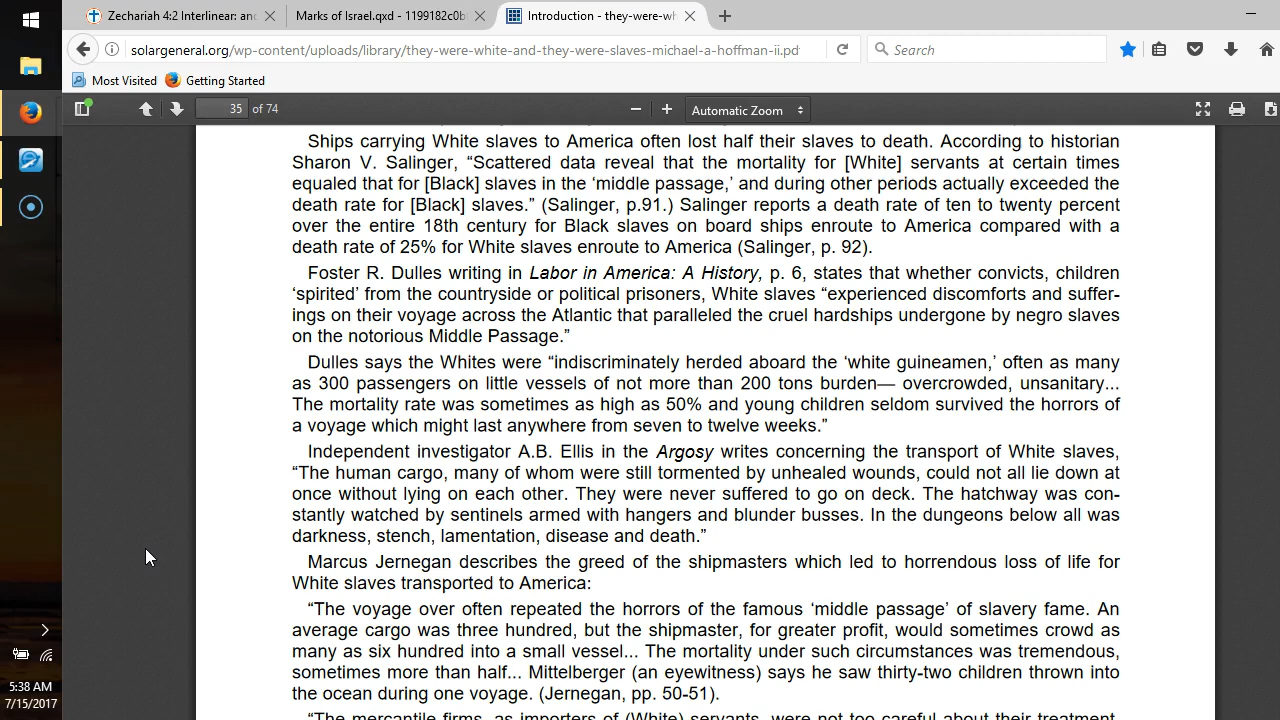 Zechariah 4:2 Interlinear: and
Marks of Israel.qxd - 1199182c0b
Introduction - they-were-wh
solargeneral.org/wp-content/uploads/library/they-were-white-and-they-were-slaves-michael-a-hoffman-ii.pd
Search
Most Visited
Getting Started
35 of 74
Automatic Zoom
Ships carrying White slaves to America often lost half their slaves to death. According to historian
Sharon V. Salinger, “Scattered data reveal that the mortality for [White] servants at certain times
equaled that for [Black] slaves in the ‘middle passage,’ and during other periods actually exceeded the
death rate for [Black] slaves.” (Salinger, p.91.) Salinger reports a death rate of ten to twenty percent
over the entire 18th century for Black slaves on board ships enroute to America compared with a
death rate of 25% for White slaves enroute to America (Salinger, p. 92).
Foster R. Dulles writing in Labor in America: A History, p. 6, states that whether convicts, children
‘spirited’ from the countryside or political prisoners, White slaves “experienced discomforts and suffer-
ings on their voyage across the Atlantic that paralleled the cruel hardships undergone by negro slaves
on the notorious Middle Passage.”
Dulles says the Whites were “indiscriminately herded aboard the ‘white guineamen,’ often as many
as 300 passengers on little vessels of not more than 200 tons burden— overcrowded, unsanitary...
The mortality rate was sometimes as high as 50% and young children seldom survived the horrors of
a voyage which might last anywhere from seven to twelve weeks.”
Independent investigator A.B. Ellis in the Argosy writes concerning the transport of White slaves,
“The human cargo, many of whom were still tormented by unhealed wounds, could not all lie down at
once without lying on each other. They were never suffered to go on deck. The hatchway was con-
stantly watched by sentinels armed with hangers and blunder busses. In the dungeons below all was
darkness, stench, lamentation, disease and death.”
Marcus Jernegan describes the greed of the shipmasters which led to horrendous loss of life for
White slaves transported to America:
“The voyage over often repeated the horrors of the famous ‘middle passage’ of slavery fame. An
average cargo was three hundred, but the shipmaster, for greater profit, would sometimes crowd as
many as six hundred into a small vessel... The mortality under such circumstances was tremendous,
sometimes more than half... Mittelberger (an eyewitness) says he saw thirty-two children thrown into
the ocean during one voyage. (Jernegan, pp. 50-51).
“The mercantile firms, as importers of (White) servants, were not too careful about their treatment,
5:38 AM
7/15/2017